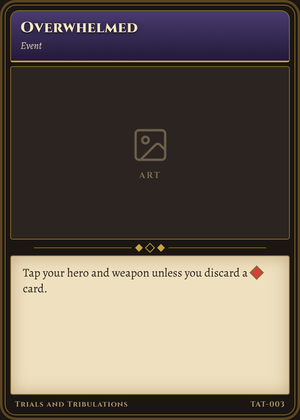 Overwhelmed
Event
ART
Tap your hero and weapon unless you discard a ♦
card.
Trials and Tribulations
TAT-003